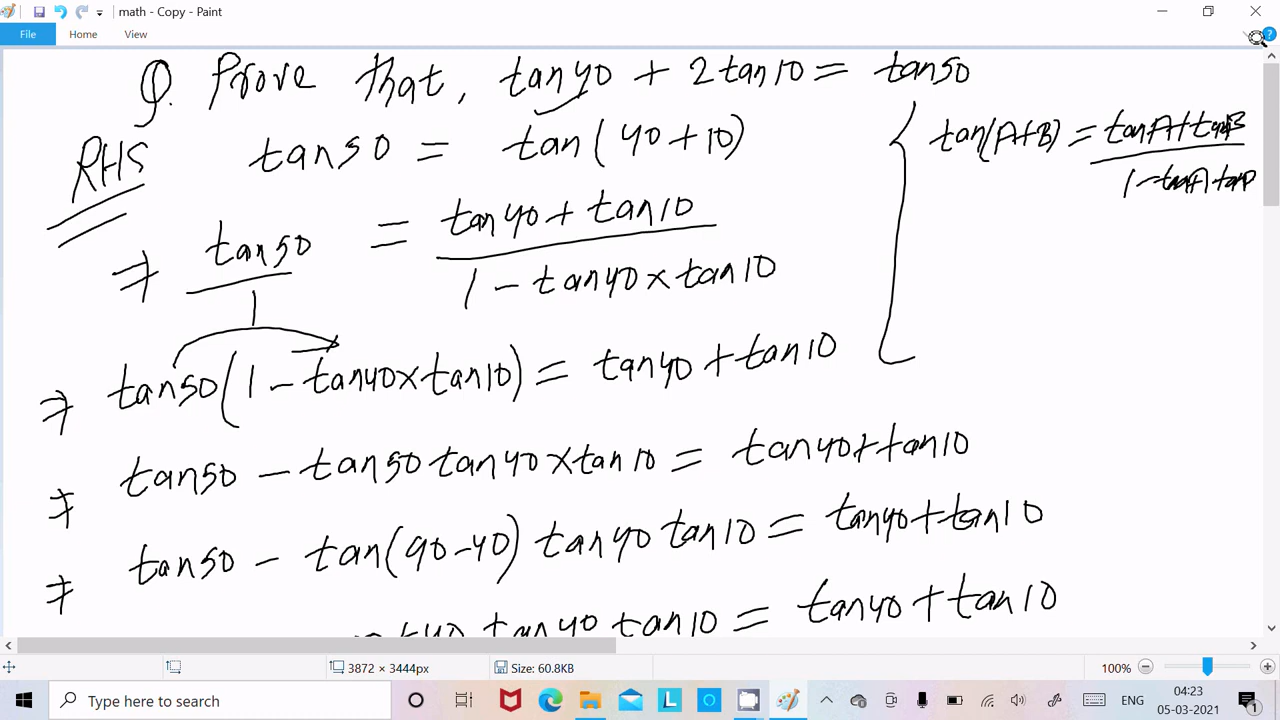 math - Copy - Paint
File Home View
Q. Prove that, tan40 + 2tan10 = tan50
RHS tan50 = tan(40+10)
tan(A+B) = tanA+tanB
1-tanA tanB
⇒ tan50 = tan40 + tan10
1 1 - tan40×tan10
⇒ tan50(1 - tan40×tan10) = tan40 + tan10
⇒ tan50 - tan50 tan40×tan10 = tan40+tan10
⇒ tan50 - tan(90-40) tan40 tan10 = tan40+tan10
tan40 tan10 = tan40 + tan10
3872 × 3444px Size: 60.8KB 100%
Type here to search ENG 04:23
05-03-2021